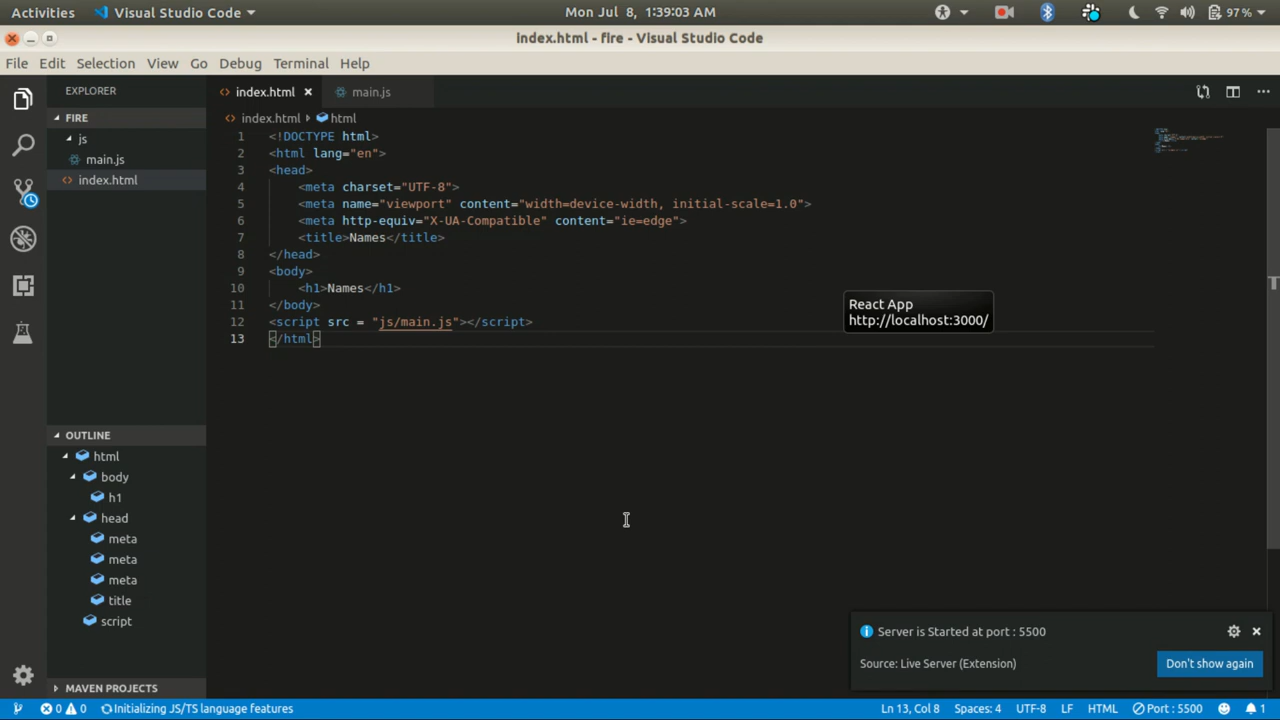 Activities
Visual Studio Code
Mon Jul 8, 1:39:03 AM
97%
index.html - fire - Visual Studio Code
File Edit Selection View Go Debug Terminal Help
EXPLORER
FIRE
js
main.js
index.html
OUTLINE
html
body
h1
head
meta
meta
meta
title
script
MAVEN PROJECTS
index.html
main.js
index.html html
1 <!DOCTYPE html>
2 <html lang="en">
3 <head>
4 <meta charset="UTF-8">
5 <meta name="viewport" content="width=device-width, initial-scale=1.0">
6 <meta http-equiv="X-UA-Compatible" content="ie=edge">
7 <title>Names</title>
8 </head>
9 <body>
10 <h1>Names</h1>
11 </body>
12 <script src = "js/main.js"></script>
13 </html>
React App
http://localhost:3000/
Server is Started at port : 5500
Source: Live Server (Extension)
Don't show again
0 0 Initializing JS/TS language features
Ln 13, Col 8 Spaces: 4 UTF-8 LF HTML Port : 5500 1